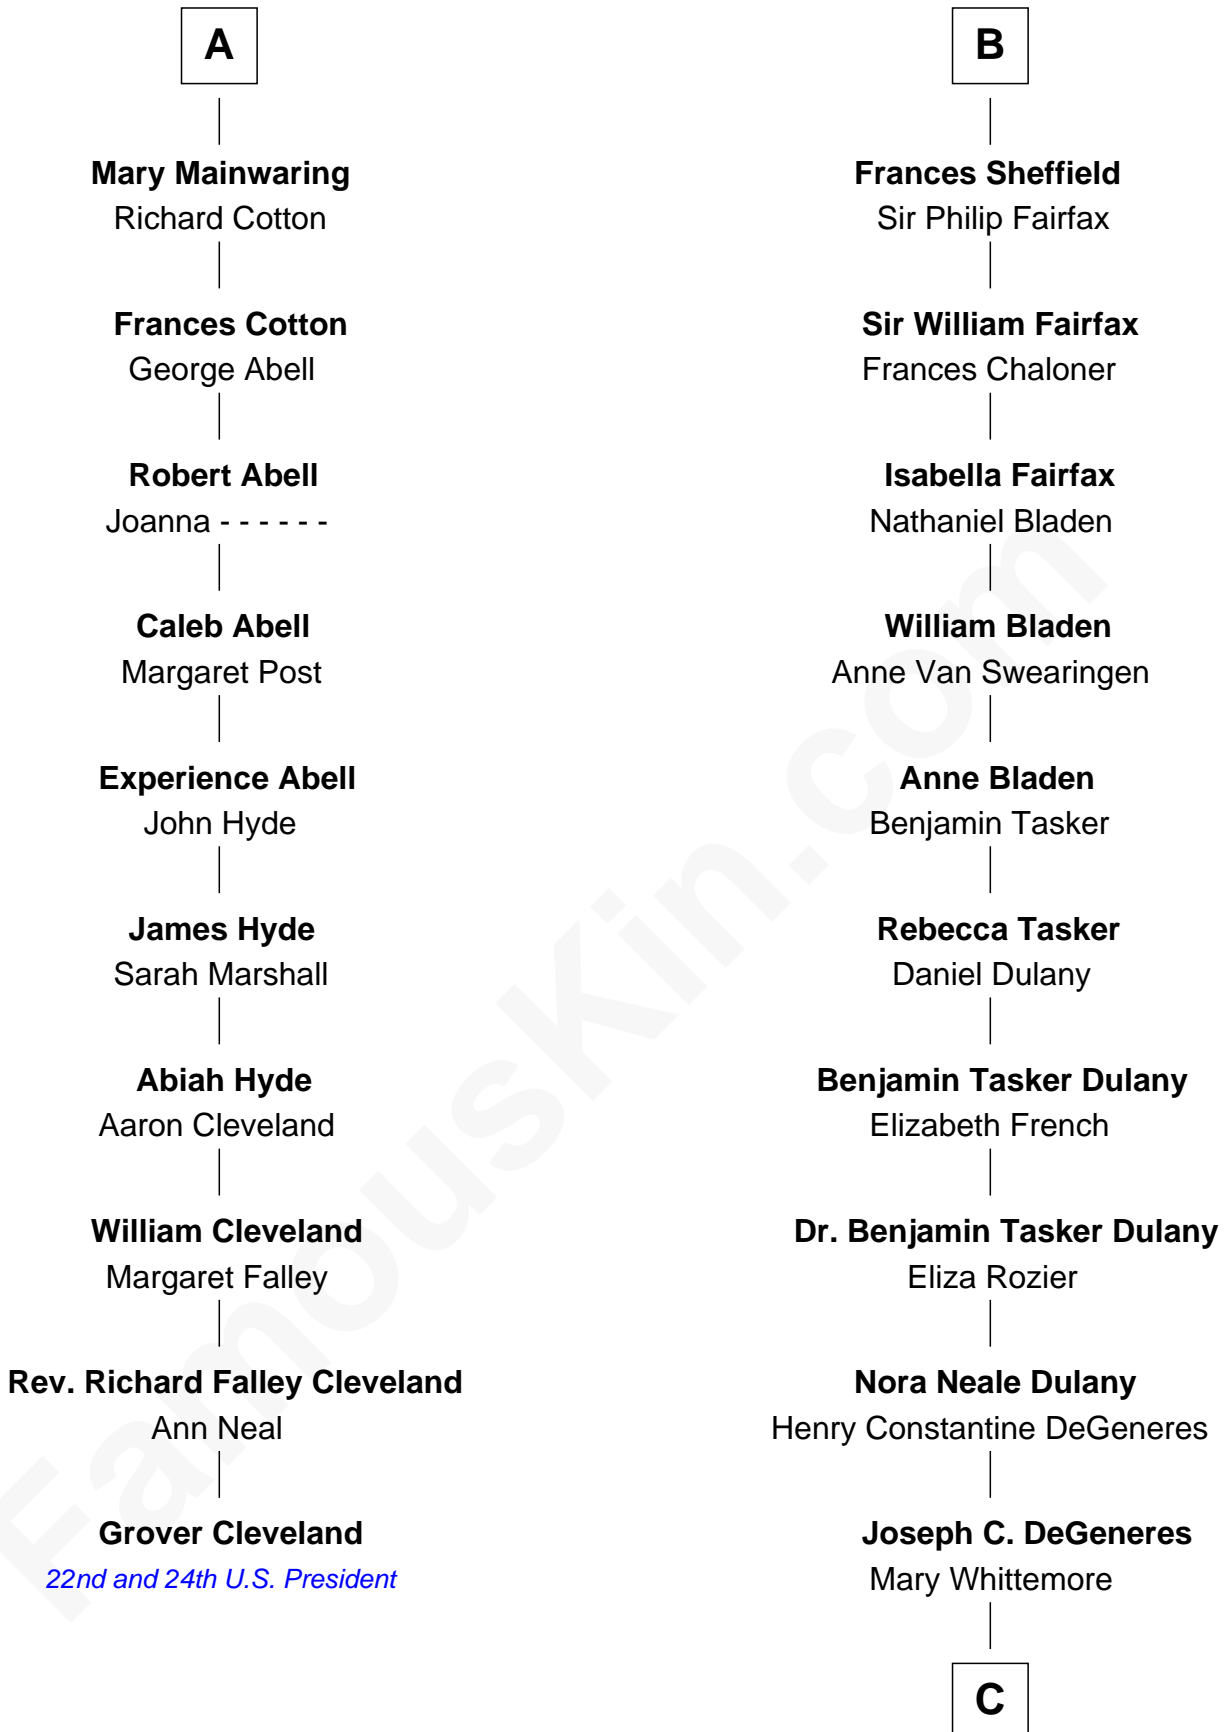 A
Mary Mainwaring
Richard Cotton
Frances Cotton
George Abell
Robert Abell
Joanna - - - - - -
Caleb Abell
Margaret Post
Experience Abell
John Hyde
James Hyde
Sarah Marshall
Abiah Hyde
Aaron Cleveland
William Cleveland
Margaret Falley
Rev. Richard Falley Cleveland
Ann Neal
Grover Cleveland
22nd and 24th U.S. President
B
Frances Sheffield
Sir Philip Fairfax
Sir William Fairfax
Frances Chaloner
Isabella Fairfax
Nathaniel Bladen
William Bladen
Anne Van Swearingen
Anne Bladen
Benjamin Tasker
Rebecca Tasker
Daniel Dulany
Benjamin Tasker Dulany
Elizabeth French
Dr. Benjamin Tasker Dulany
Eliza Rozier
Nora Neale Dulany
Henry Constantine DeGeneres
Joseph C. DeGeneres
Mary Whittemore
C
FamousKin.com